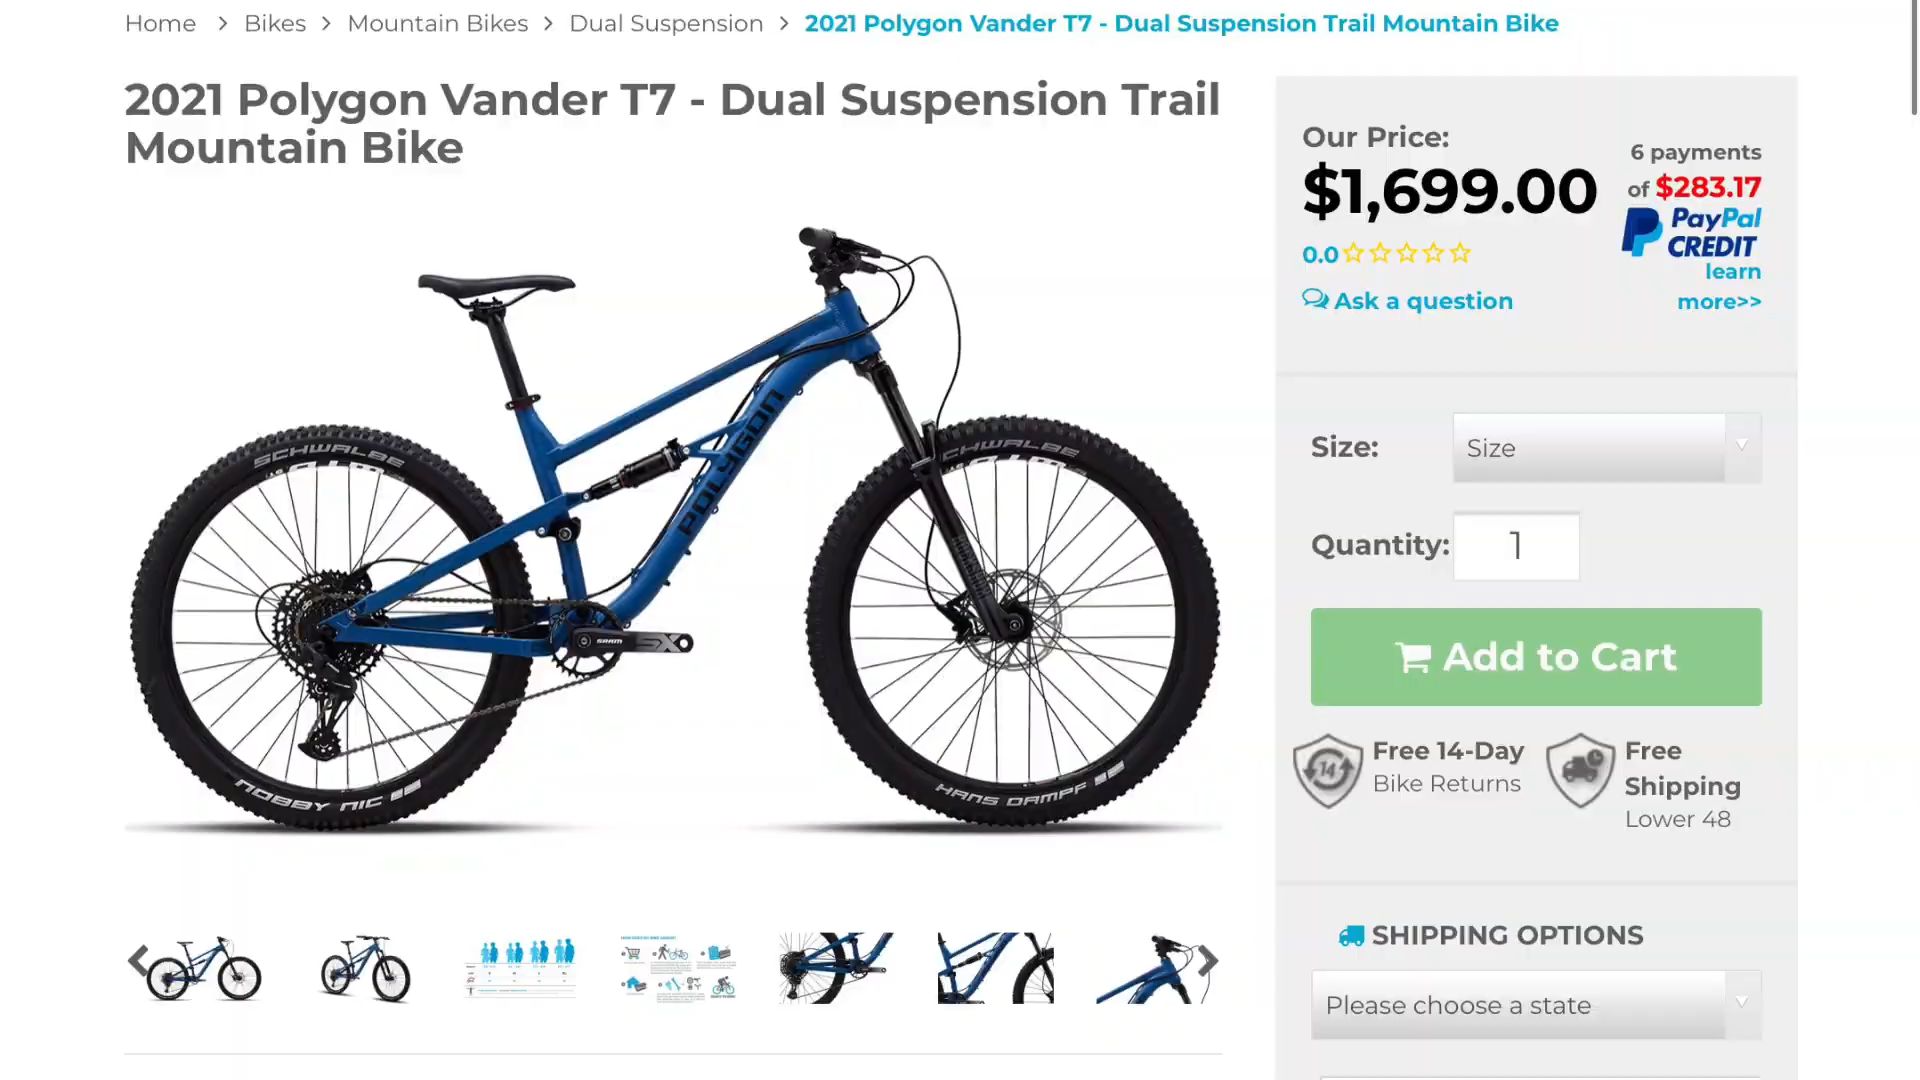 Home > Bikes > Mountain Bikes > Dual Suspension > 2021 Polygon Vander T7 - Dual Suspension Trail Mountain Bike
2021 Polygon Vander T7 - Dual Suspension Trail
Mountain Bike
Our Price:
$1,699.00
6 payments
of $283.17
PayPal
CREDIT
learn
more>>
0.0
Ask a question
SCHWALBE
POLYGON
SCHWALBE
SRAM SX
NOBBY NIC
HANS DAMPF
Size: Size
Quantity: 1
Add to Cart
14
Free 14-Day
Bike Returns
Free
Shipping
Lower 48
SHIPPING OPTIONS
Please choose a state